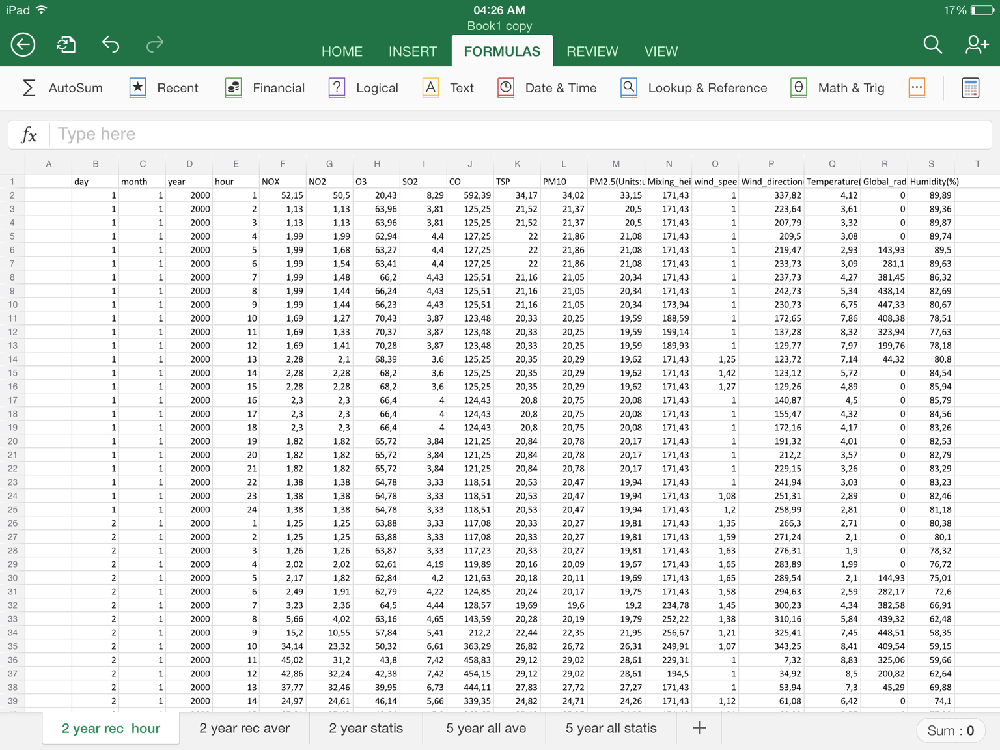 iPad 04:26 AM 17%
Book1 copy
HOME INSERT FORMULAS REVIEW VIEW
AutoSum Recent Financial Logical Text Date & Time Lookup & Reference Math & Trig
fx Type here
A B C D E F G H I J K L M N O P Q R S T
1 day month year hour NOX NO2 O3 SO2 CO TSP PM10 PM2.5(Units:u Mixing_hei wind_spee Wind_direction( Temperature( Global_rad Humidity(%)
2 1 1 2000 1 52,15 50,5 20,43 8,29 592,39 34,17 34,02 33,15 171,43 1 337,82 4,12 0 89,89
3 1 1 2000 2 1,13 1,13 63,96 3,81 125,25 21,52 21,37 20,5 171,43 1 223,64 3,61 0 89,36
4 1 1 2000 3 1,13 1,13 63,96 3,81 125,25 21,52 21,37 20,5 171,43 1 207,79 3,32 0 89,87
5 1 1 2000 4 1,99 1,99 62,94 4,4 127,25 22 21,86 21,08 171,43 1 209,5 3,08 0 89,74
6 1 1 2000 5 1,99 1,68 63,27 4,4 127,25 22 21,86 21,08 171,43 1 219,47 2,93 143,93 89,5
7 1 1 2000 6 1,99 1,54 63,41 4,4 127,25 22 21,86 21,08 171,43 1 233,73 3,09 281,1 89,63
8 1 1 2000 7 1,99 1,48 66,2 4,43 125,51 21,16 21,05 20,34 171,43 1 237,73 4,27 381,45 86,32
9 1 1 2000 8 1,99 1,44 66,24 4,43 125,51 21,16 21,05 20,34 171,43 1 242,73 5,34 438,14 82,69
10 1 1 2000 9 1,99 1,44 66,23 4,43 125,51 21,16 21,05 20,34 173,94 1 230,73 6,75 447,33 80,67
11 1 1 2000 10 1,69 1,27 70,43 3,87 123,48 20,33 20,25 19,59 188,59 1 172,65 7,86 408,38 78,51
12 1 1 2000 11 1,69 1,33 70,37 3,87 123,48 20,33 20,25 19,59 199,14 1 137,28 8,32 323,94 77,63
13 1 1 2000 12 1,69 1,41 70,28 3,87 123,48 20,33 20,25 19,59 189,93 1 129,77 7,97 199,76 78,18
14 1 1 2000 13 2,28 2,1 68,39 3,6 125,25 20,35 20,29 19,62 171,43 1,25 123,72 7,14 44,32 80,8
15 1 1 2000 14 2,28 2,28 68,2 3,6 125,25 20,35 20,29 19,62 171,43 1,42 123,12 5,72 0 84,54
16 1 1 2000 15 2,28 2,28 68,2 3,6 125,25 20,35 20,29 19,62 171,43 1,27 129,26 4,89 0 85,94
17 1 1 2000 16 2,3 2,3 66,4 4 124,43 20,8 20,75 20,08 171,43 1 140,87 4,5 0 85,79
18 1 1 2000 17 2,3 2,3 66,4 4 124,43 20,8 20,75 20,08 171,43 1 155,47 4,32 0 84,56
19 1 1 2000 18 2,3 2,3 66,4 4 124,43 20,8 20,75 20,08 171,43 1 172,16 4,17 0 83,26
20 1 1 2000 19 1,82 1,82 65,72 3,84 121,25 20,84 20,78 20,17 171,43 1 191,32 4,01 0 82,53
21 1 1 2000 20 1,82 1,82 65,72 3,84 121,25 20,84 20,78 20,17 171,43 1 212,2 3,57 0 82,79
22 1 1 2000 21 1,82 1,82 65,72 3,84 121,25 20,84 20,78 20,17 171,43 1 229,15 3,26 0 83,29
23 1 1 2000 22 1,38 1,38 64,78 3,33 118,51 20,53 20,47 19,94 171,43 1 241,94 3,03 0 83,23
24 1 1 2000 23 1,38 1,38 64,78 3,33 118,51 20,53 20,47 19,94 171,43 1,08 251,31 2,89 0 82,46
25 1 1 2000 24 1,38 1,38 64,78 3,33 118,51 20,53 20,47 19,94 171,43 1,2 258,99 2,81 0 81,18
26 2 1 2000 1 1,25 1,25 63,88 3,33 117,08 20,33 20,27 19,81 171,43 1,35 266,3 2,71 0 80,38
27 2 1 2000 2 1,25 1,25 63,88 3,33 117,08 20,33 20,27 19,81 171,43 1,59 271,24 2,1 0 80,1
28 2 1 2000 3 1,26 1,26 63,87 3,33 117,23 20,33 20,27 19,81 171,43 1,63 276,31 1,9 0 78,32
29 2 1 2000 4 2,02 2,02 62,61 4,19 119,89 20,16 20,09 19,67 171,43 1,65 283,89 1,99 0 76,72
30 2 1 2000 5 2,17 1,82 62,84 4,2 121,63 20,18 20,11 19,69 171,43 1,65 289,54 2,1 144,93 75,01
31 2 1 2000 6 2,49 1,91 62,79 4,22 124,85 20,24 20,17 19,75 171,43 1,58 294,63 2,59 282,17 72,6
32 2 1 2000 7 3,23 2,36 64,5 4,44 128,57 19,69 19,6 19,2 234,78 1,45 300,23 4,34 382,58 66,91
33 2 1 2000 8 5,66 4,02 63,16 4,65 143,59 20,28 20,19 19,79 252,22 1,38 310,16 5,84 439,32 62,48
34 2 1 2000 9 15,2 10,55 57,84 5,41 212,2 22,44 22,35 21,95 256,67 1,21 325,41 7,45 448,51 58,35
35 2 1 2000 10 34,14 23,32 50,32 6,61 363,29 26,82 26,72 26,31 249,91 1,07 343,25 8,41 409,54 59,15
36 2 1 2000 11 45,02 31,2 43,8 7,42 458,83 29,12 29,02 28,61 229,31 1 7,32 8,83 325,06 59,66
37 2 1 2000 12 42,86 32,24 42,38 7,42 454,15 29,12 29,02 28,61 194,5 1 34,92 8,5 200,82 62,64
38 2 1 2000 13 37,77 32,46 39,95 6,73 444,11 27,83 27,72 27,27 171,43 1 53,94 7,3 45,29 69,88
39 2 1 2000 14 24,97 24,61 46,14 5,66 339,35 24,82 24,71 24,26 171,43 1,12 61,08 6,42 0 74,1
2 year rec hour 2 year rec aver 2 year statis 5 year all ave 5 year all statis + Sum : 0